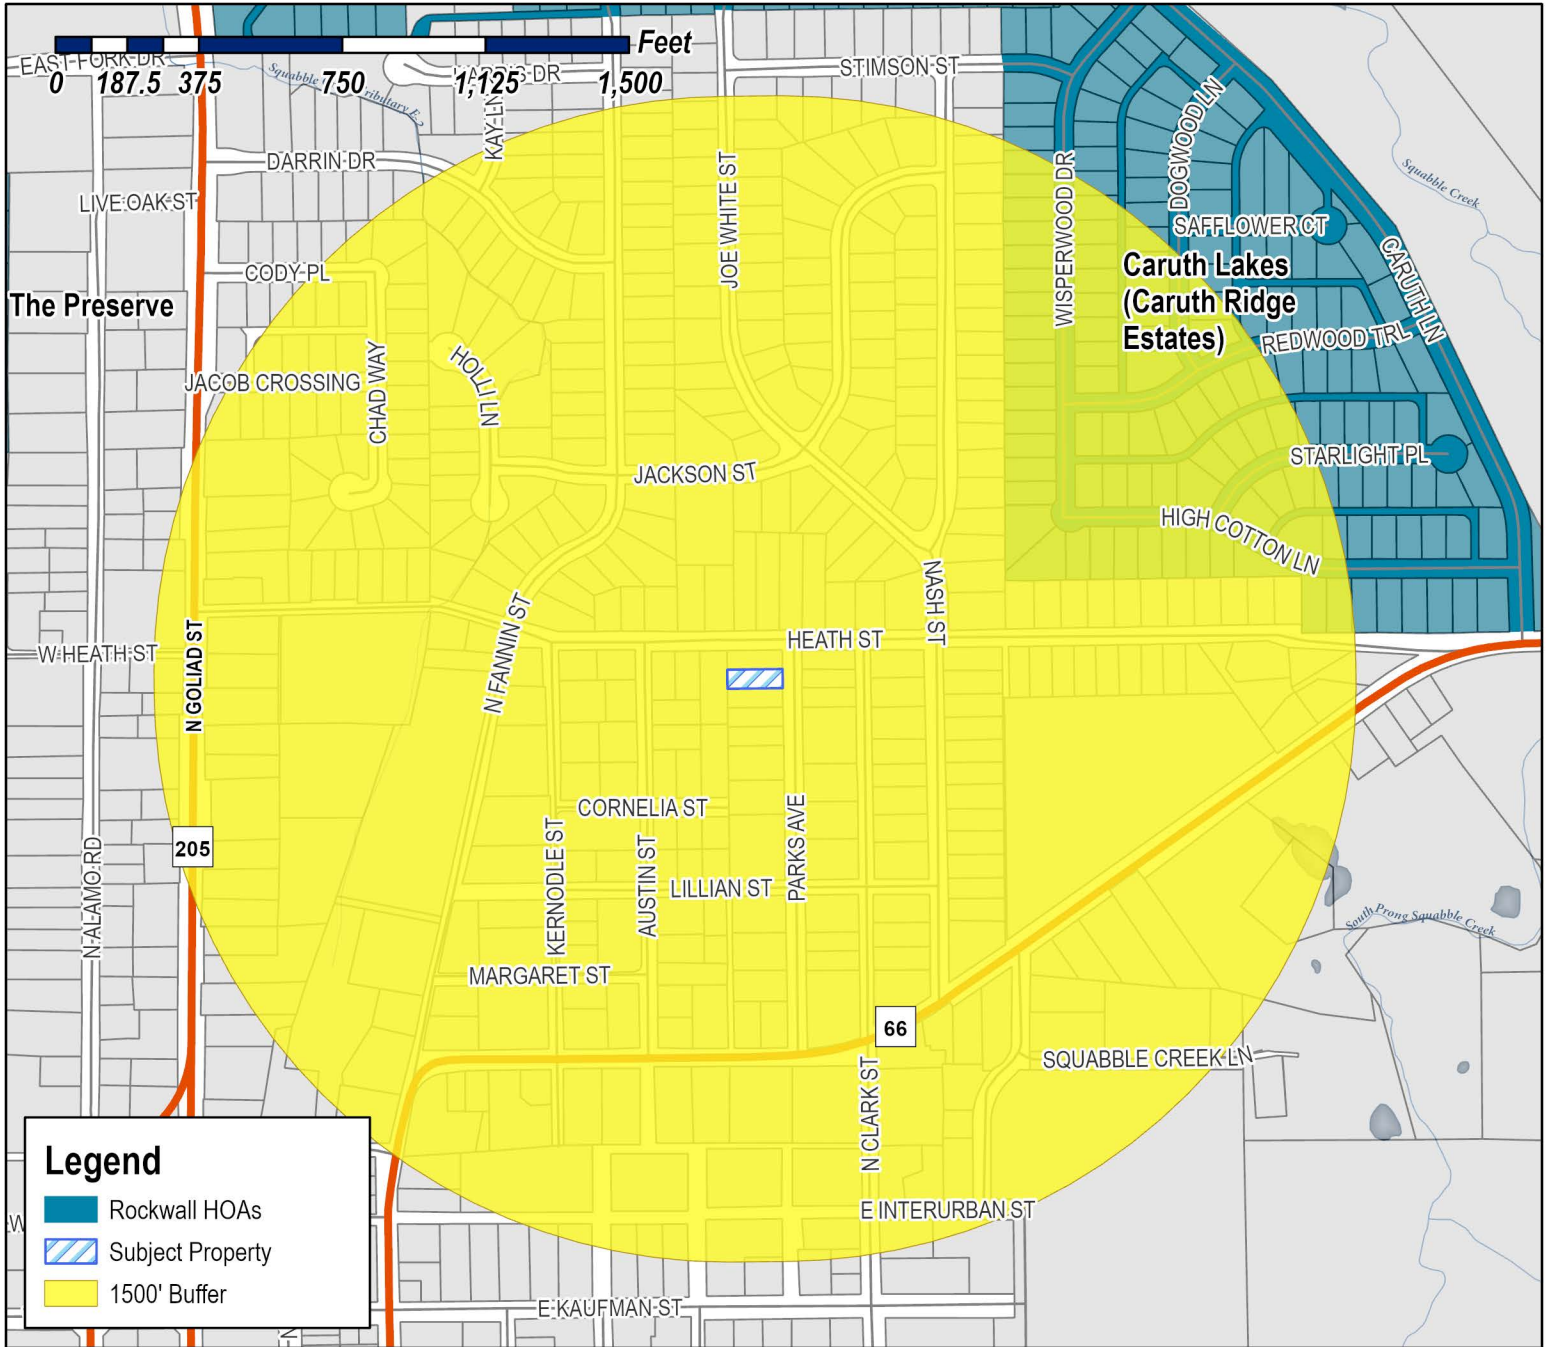 Feet
0 187.5 375 750 1,125 1,500
EAST FORK DR
STIMSON ST
KAY LN
DARRIN DR
LIVE OAK ST
JOE WHITE ST
WISPERWOOD DR
DOGWOOD LN
SAFFLOWER CT
Squabble Creek
CARUTH LN
CODY PL
The Preserve
Caruth Lakes
(Caruth Ridge
Estates)
REDWOOD TRL
JACOB CROSSING
CHAD WAY
HOLLI LN
JACKSON ST
STARLIGHT PL
HIGH COTTON LN
NASH ST
N FANNIN ST
HEATH ST
W HEATH ST
N GOLIAD ST
205
N ALAMO RD
CORNELIA ST
KERNODLE ST
AUSTIN ST
PARKS AVE
LILLIAN ST
South Prong Squabble Creek
MARGARET ST
66
SQUABBLE CREEK LN
N CLARK ST
E INTERURBAN ST
E KAUFMAN ST
Legend
Rockwall HOAs
Subject Property
1500' Buffer